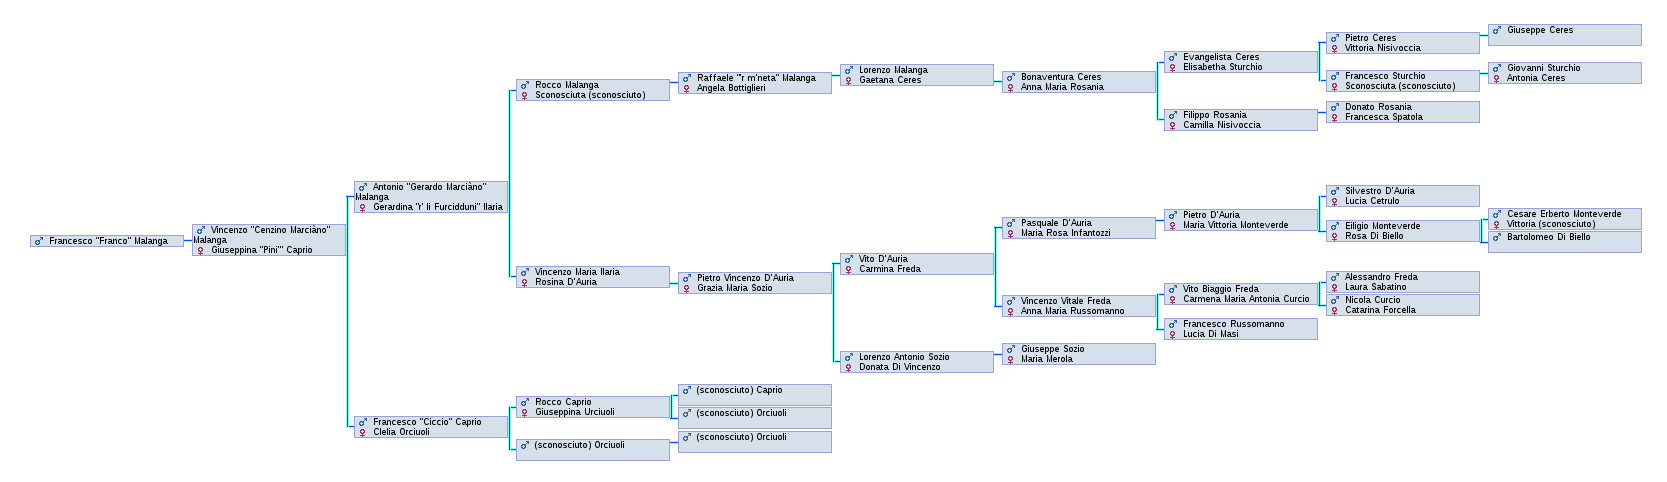 Francesco "Franco" Malanga
Vincenzo "Cenzino Marciàno"
Malanga
Giuseppina "Pini" Caprio
Antonio "Gerardo Marciàno"
Malanga
Gerardina "r' li Furcidduni" Ilaria
Francesco "Ciccio" Caprio
Clelia Orciuoli
Rocco Malanga
Sconosciuta (sconosciuto)
Vincenzo Maria Ilaria
Rosina D'Auria
Rocco Caprio
Giuseppina Urciuoli
(sconosciuto) Orciuoli
Raffaele "'r m'neta" Malanga
Angela Bottiglieri
Pietro Vincenzo D'Auria
Grazia Maria Sozio
(sconosciuto) Caprio
(sconosciuto) Orciuoli
(sconosciuto) Orciuoli
Lorenzo Malanga
Gaetana Ceres
Vito D'Auria
Carmina Freda
Lorenzo Antonio Sozio
Donata Di Vincenzo
Bonaventura Ceres
Anna Maria Rosania
Pasquale D'Auria
Maria Rosa Infantozzi
Vincenzo Vitale Freda
Anna Maria Russomanno
Giuseppe Sozio
Maria Merola
Evangelista Ceres
Elisabetha Sturchio
Filippo Rosania
Camilla Nisivoccia
Pietro D'Auria
Maria Vittoria Monteverde
Vito Biaggio Freda
Carmena Maria Antonia Curcio
Francesco Russomanno
Lucia Di Masi
Pietro Ceres
Vittoria Nisivoccia
Francesco Sturchio
Sconosciuta (sconosciuto)
Donato Rosania
Francesca Spatola
Silvestro D'Auria
Lucia Cetrulo
Eiligio Monteverde
Rosa Di Biello
Alessandro Freda
Laura Sabatino
Nicola Curcio
Catarina Forcella
Giuseppe Ceres
Giovanni Sturchio
Antonia Ceres
Cesare Erberto Monteverde
Vittoria (sconosciuto)
Bartolomeo Di Biello